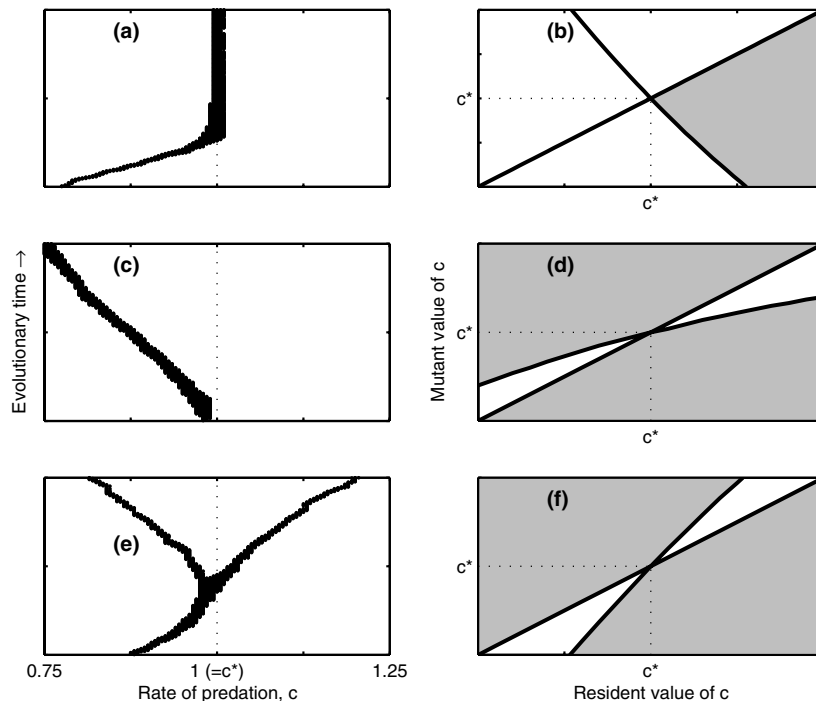 (a)
(b)
c*
c*
(c)
(d)
c*
c*
(e)
(f)
c*
c*
0.75
1 (=c*)
1.25
Rate of predation, c
Resident value of c
Evolutionary time →
Mutant value of c